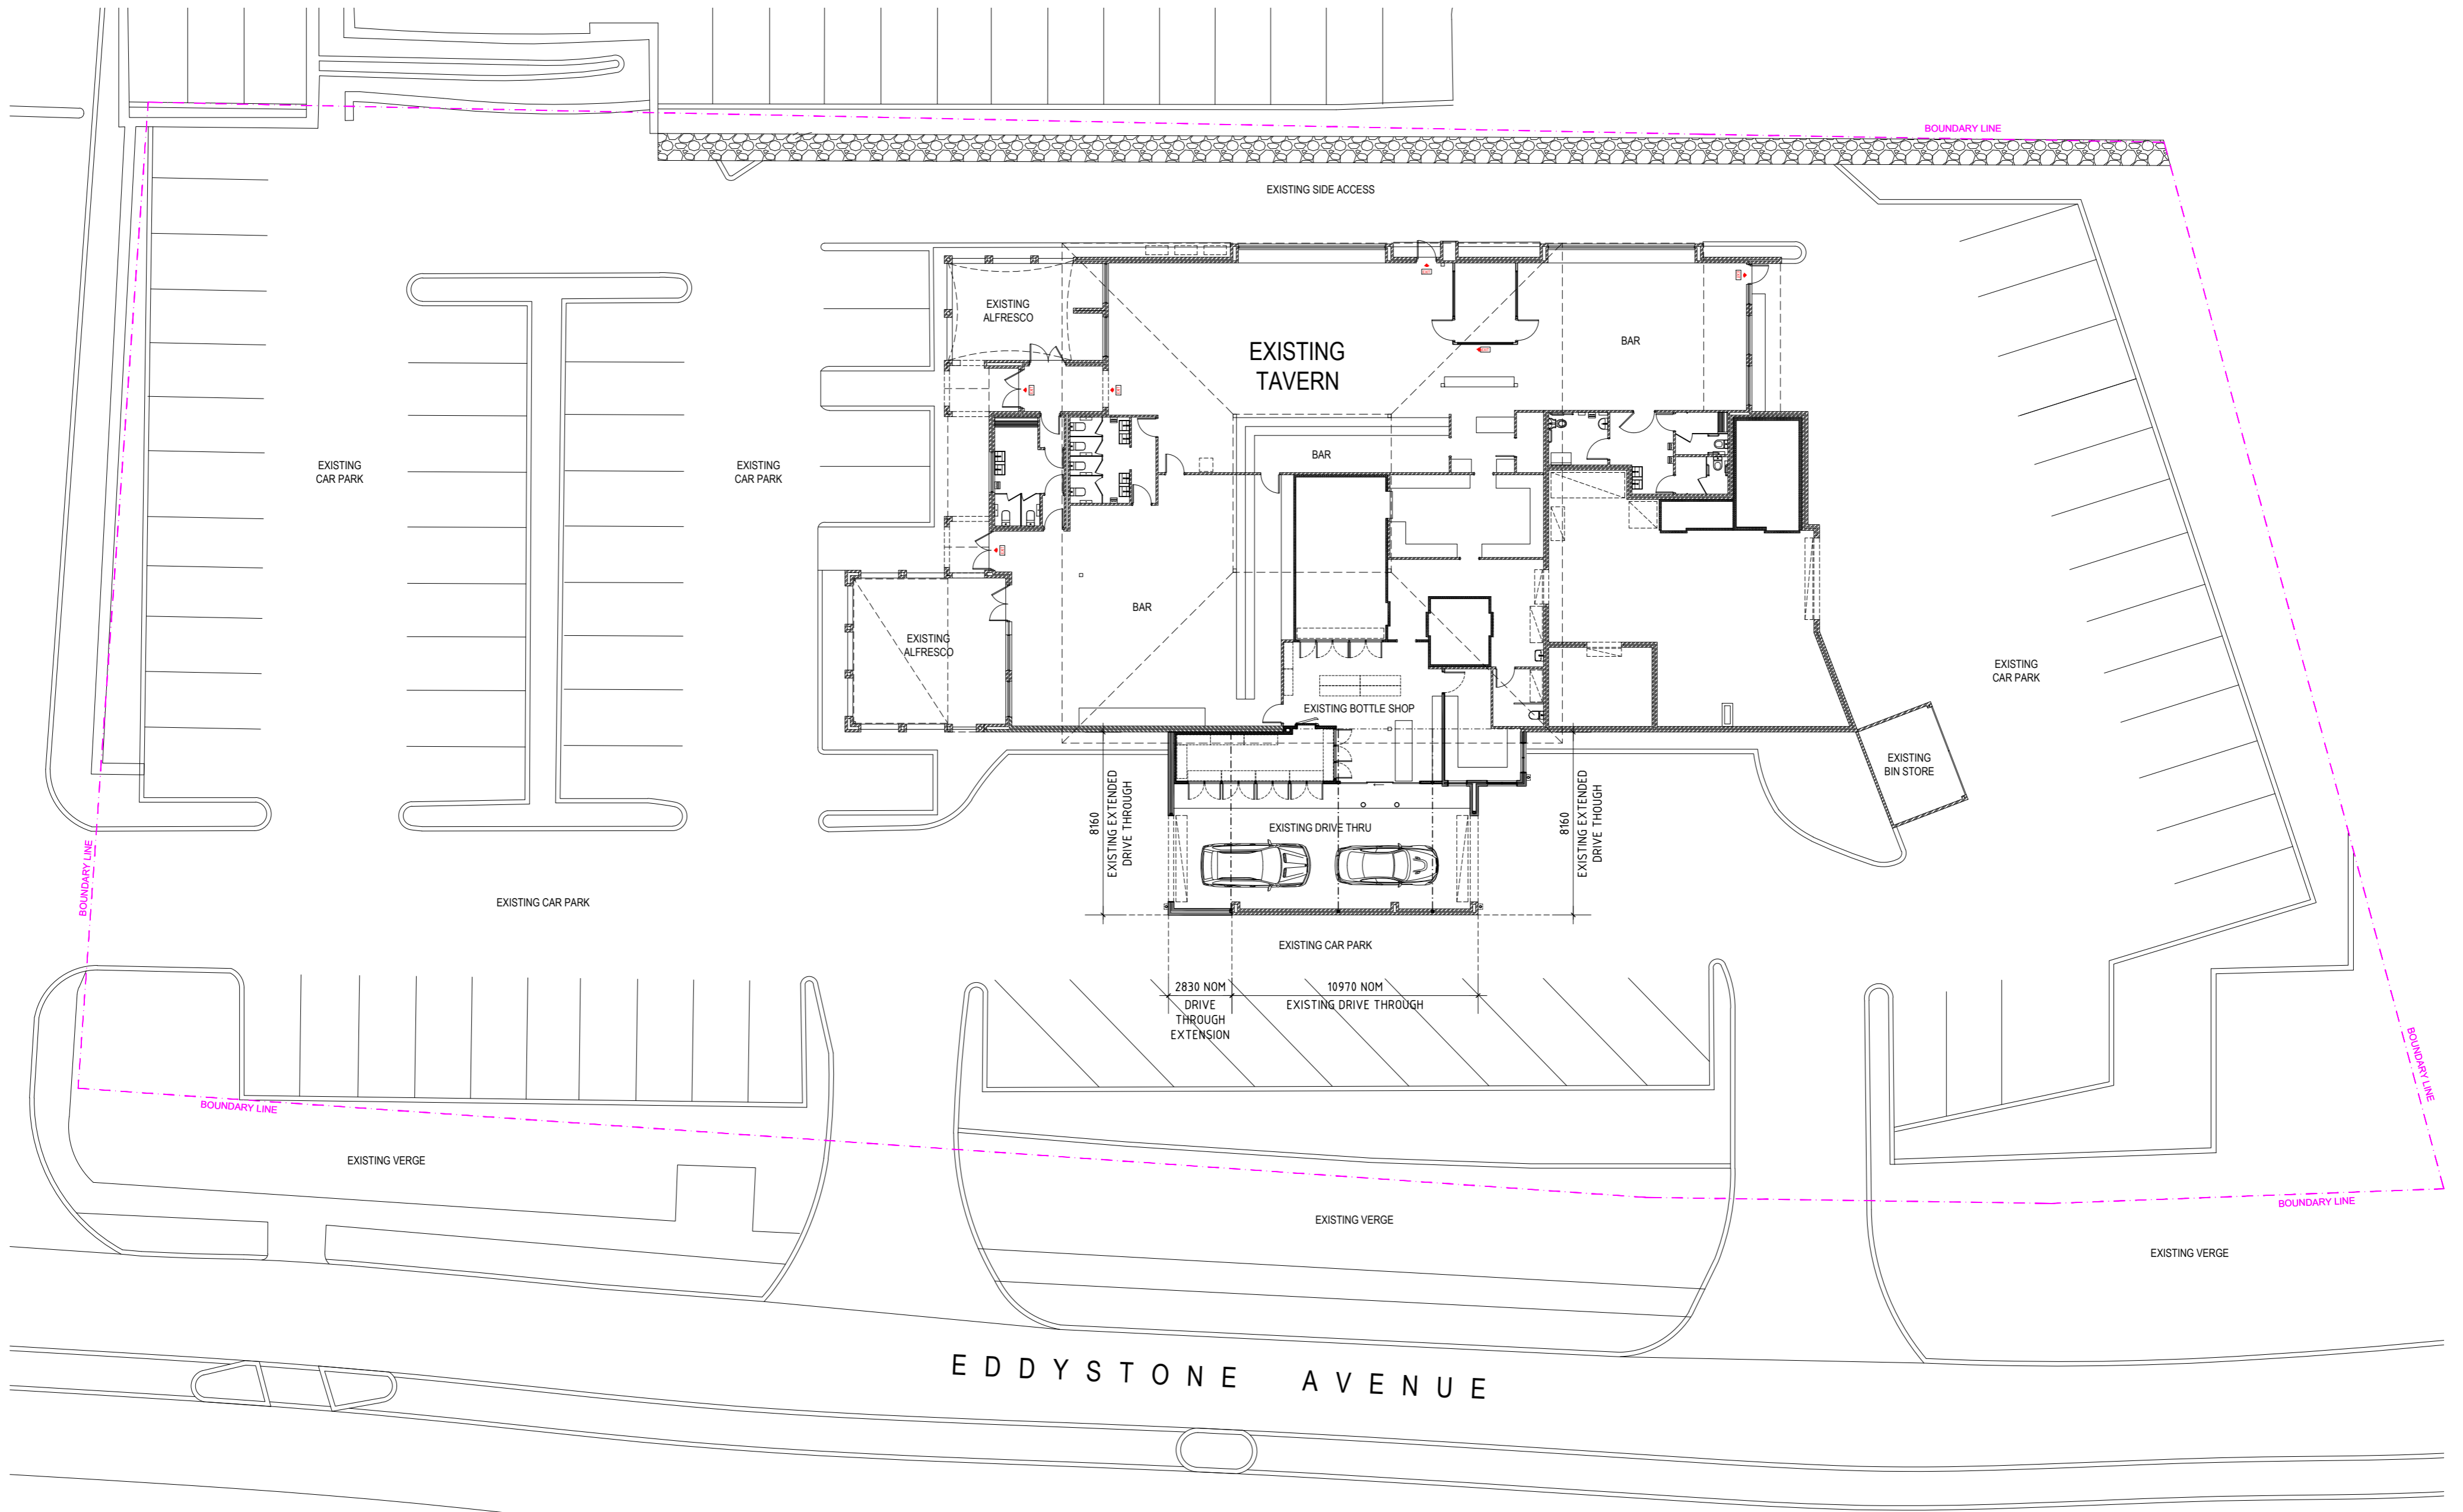 BOUNDARY LINE
EXISTING SIDE ACCESS
EXISTING
ALFRESCO
EXISTING
TAVERN
BAR
EXISTING
CAR PARK
EXISTING
CAR PARK
BAR
BAR
EXISTING
ALFRESCO
EXISTING
CAR PARK
EXISTING BOTTLE SHOP
EXISTING
BIN STORE
8160
EXISTING EXTENDED
DRIVE THROUGH
EXISTING DRIVE THRU
8160
EXISTING EXTENDED
DRIVE THROUGH
BOUNDARY LINE
EXISTING CAR PARK
EXISTING CAR PARK
2830 NOM
DRIVE
THROUGH
EXTENSION
10970 NOM
EXISTING DRIVE THROUGH
BOUNDARY LINE
BOUNDARY LINE
EXISTING VERGE
BOUNDARY LINE
EXISTING VERGE
EXISTING VERGE
EDDYSTONE AVENUE